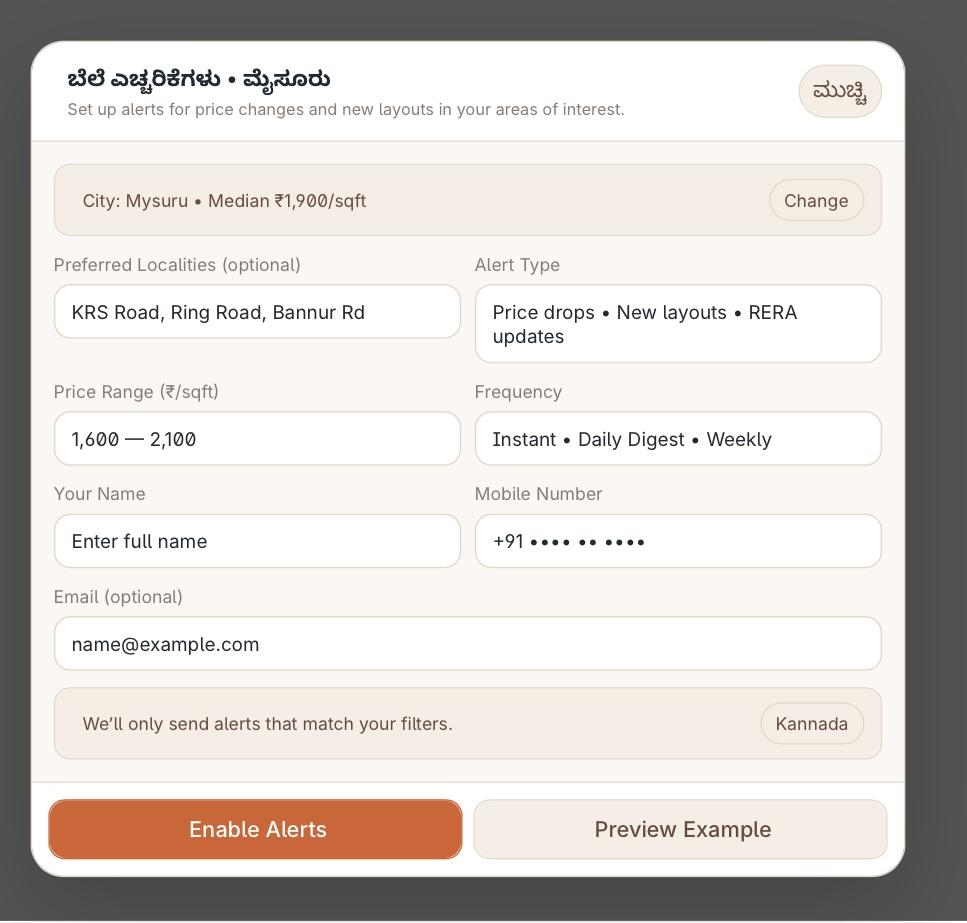 ಬೆಲೆ ಎಚ್ಚರಿಕೆಗಳು • ಮೈಸೂರು
Set up alerts for price changes and new layouts in your areas of interest.
ಮುಚ್ಚಿ
City: Mysuru • Median ₹1,900/sqft
Change
Preferred Localities (optional)
Alert Type
KRS Road, Ring Road, Bannur Rd
Price drops • New layouts • RERA
updates
Price Range (₹/sqft)
Frequency
1,600 — 2,100
Instant • Daily Digest • Weekly
Your Name
Mobile Number
Enter full name
+91 •••• •• ••••
Email (optional)
name@example.com
We’ll only send alerts that match your filters.
Kannada
Enable Alerts
Preview Example